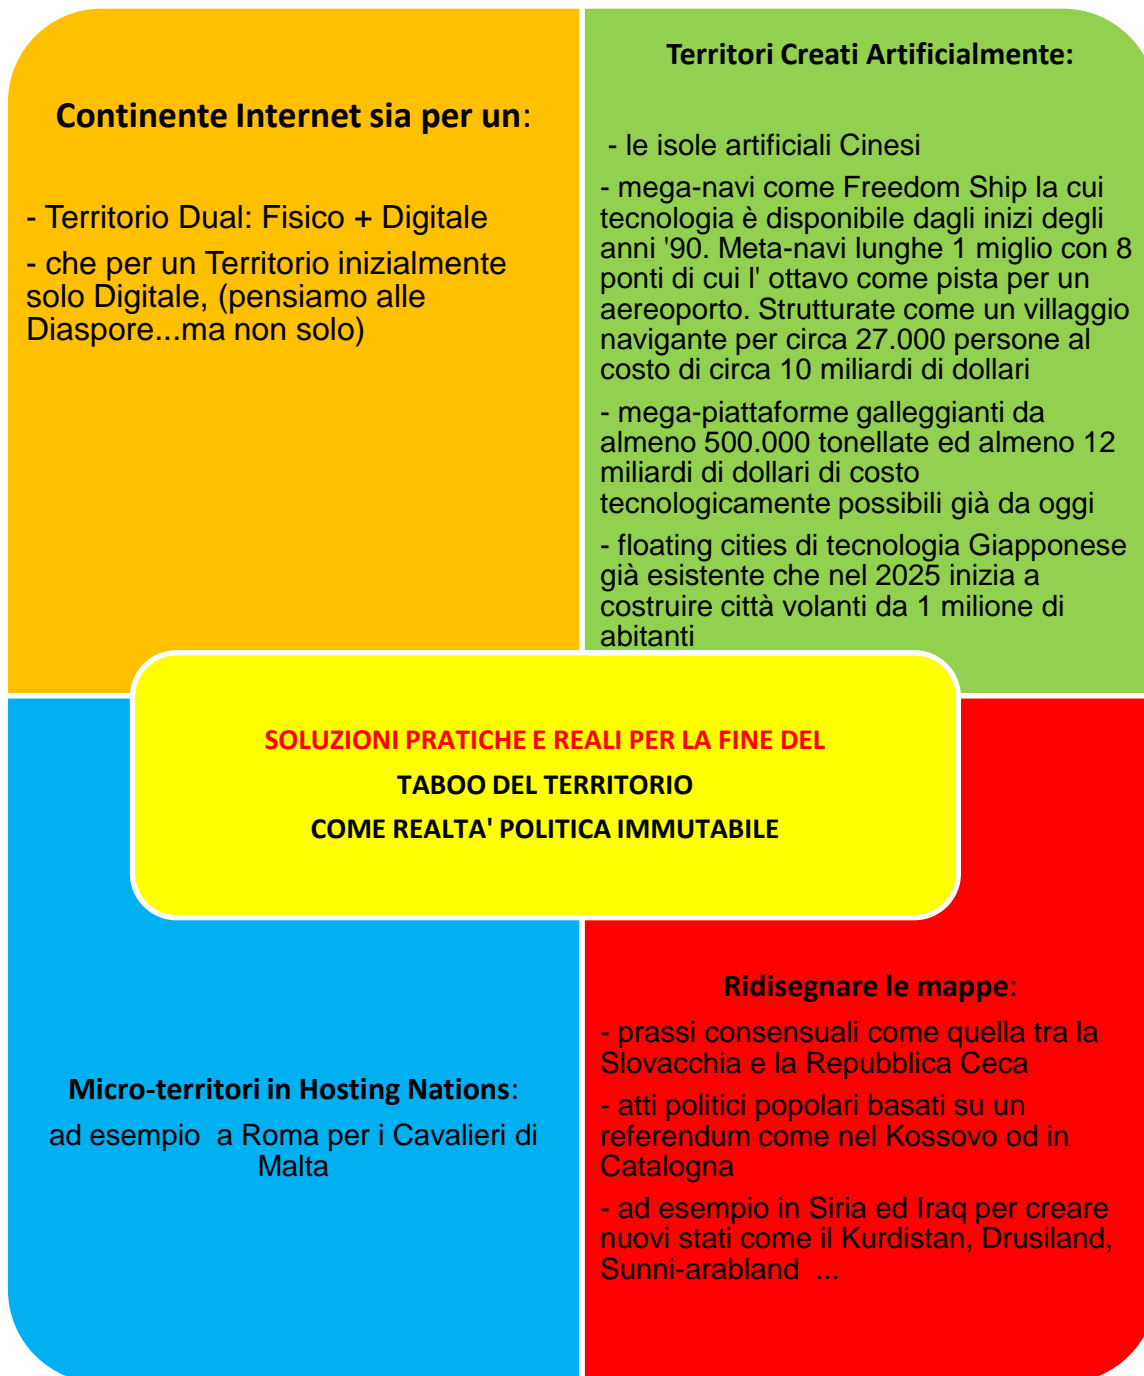 Continente Internet sia per un:
- Territorio Dual: Fisico + Digitale
- che per un Territorio inizialmente
solo Digitale, (pensiamo alle
Diaspore...ma non solo)
Territori Creati Artificialmente:
- le isole artificiali Cinesi
- mega-navi come Freedom Ship la cui
tecnologia è disponibile dagli inizi degli
anni '90. Meta-navi lunghe 1 miglio con 8
ponti di cui l' ottavo come pista per un
aereoporto. Strutturate come un villaggio
navigante per circa 27.000 persone al
costo di circa 10 miliardi di dollari
- mega-piattaforme galleggianti da
almeno 500.000 tonellate ed almeno 12
miliardi di dollari di costo
tecnologicamente possibili già da oggi
- floating cities di tecnologia Giapponese
già esistente che nel 2025 inizia a
costruire città volanti da 1 milione di
abitanti
SOLUZIONI PRATICHE E REALI PER LA FINE DEL
TABOO DEL TERRITORIO
COME REALTA' POLITICA IMMUTABILE
Micro-territori in Hosting Nations:
ad esempio a Roma per i Cavalieri di
Malta
Ridisegnare le mappe:
- prassi consensuali come quella tra la
Slovacchia e la Repubblica Ceca
- atti politici popolari basati su un
referendum come nel Kossovo od in
Catalogna
- ad esempio in Siria ed Iraq per creare
nuovi stati come il Kurdistan, Drusiland,
Sunni-arabland ...